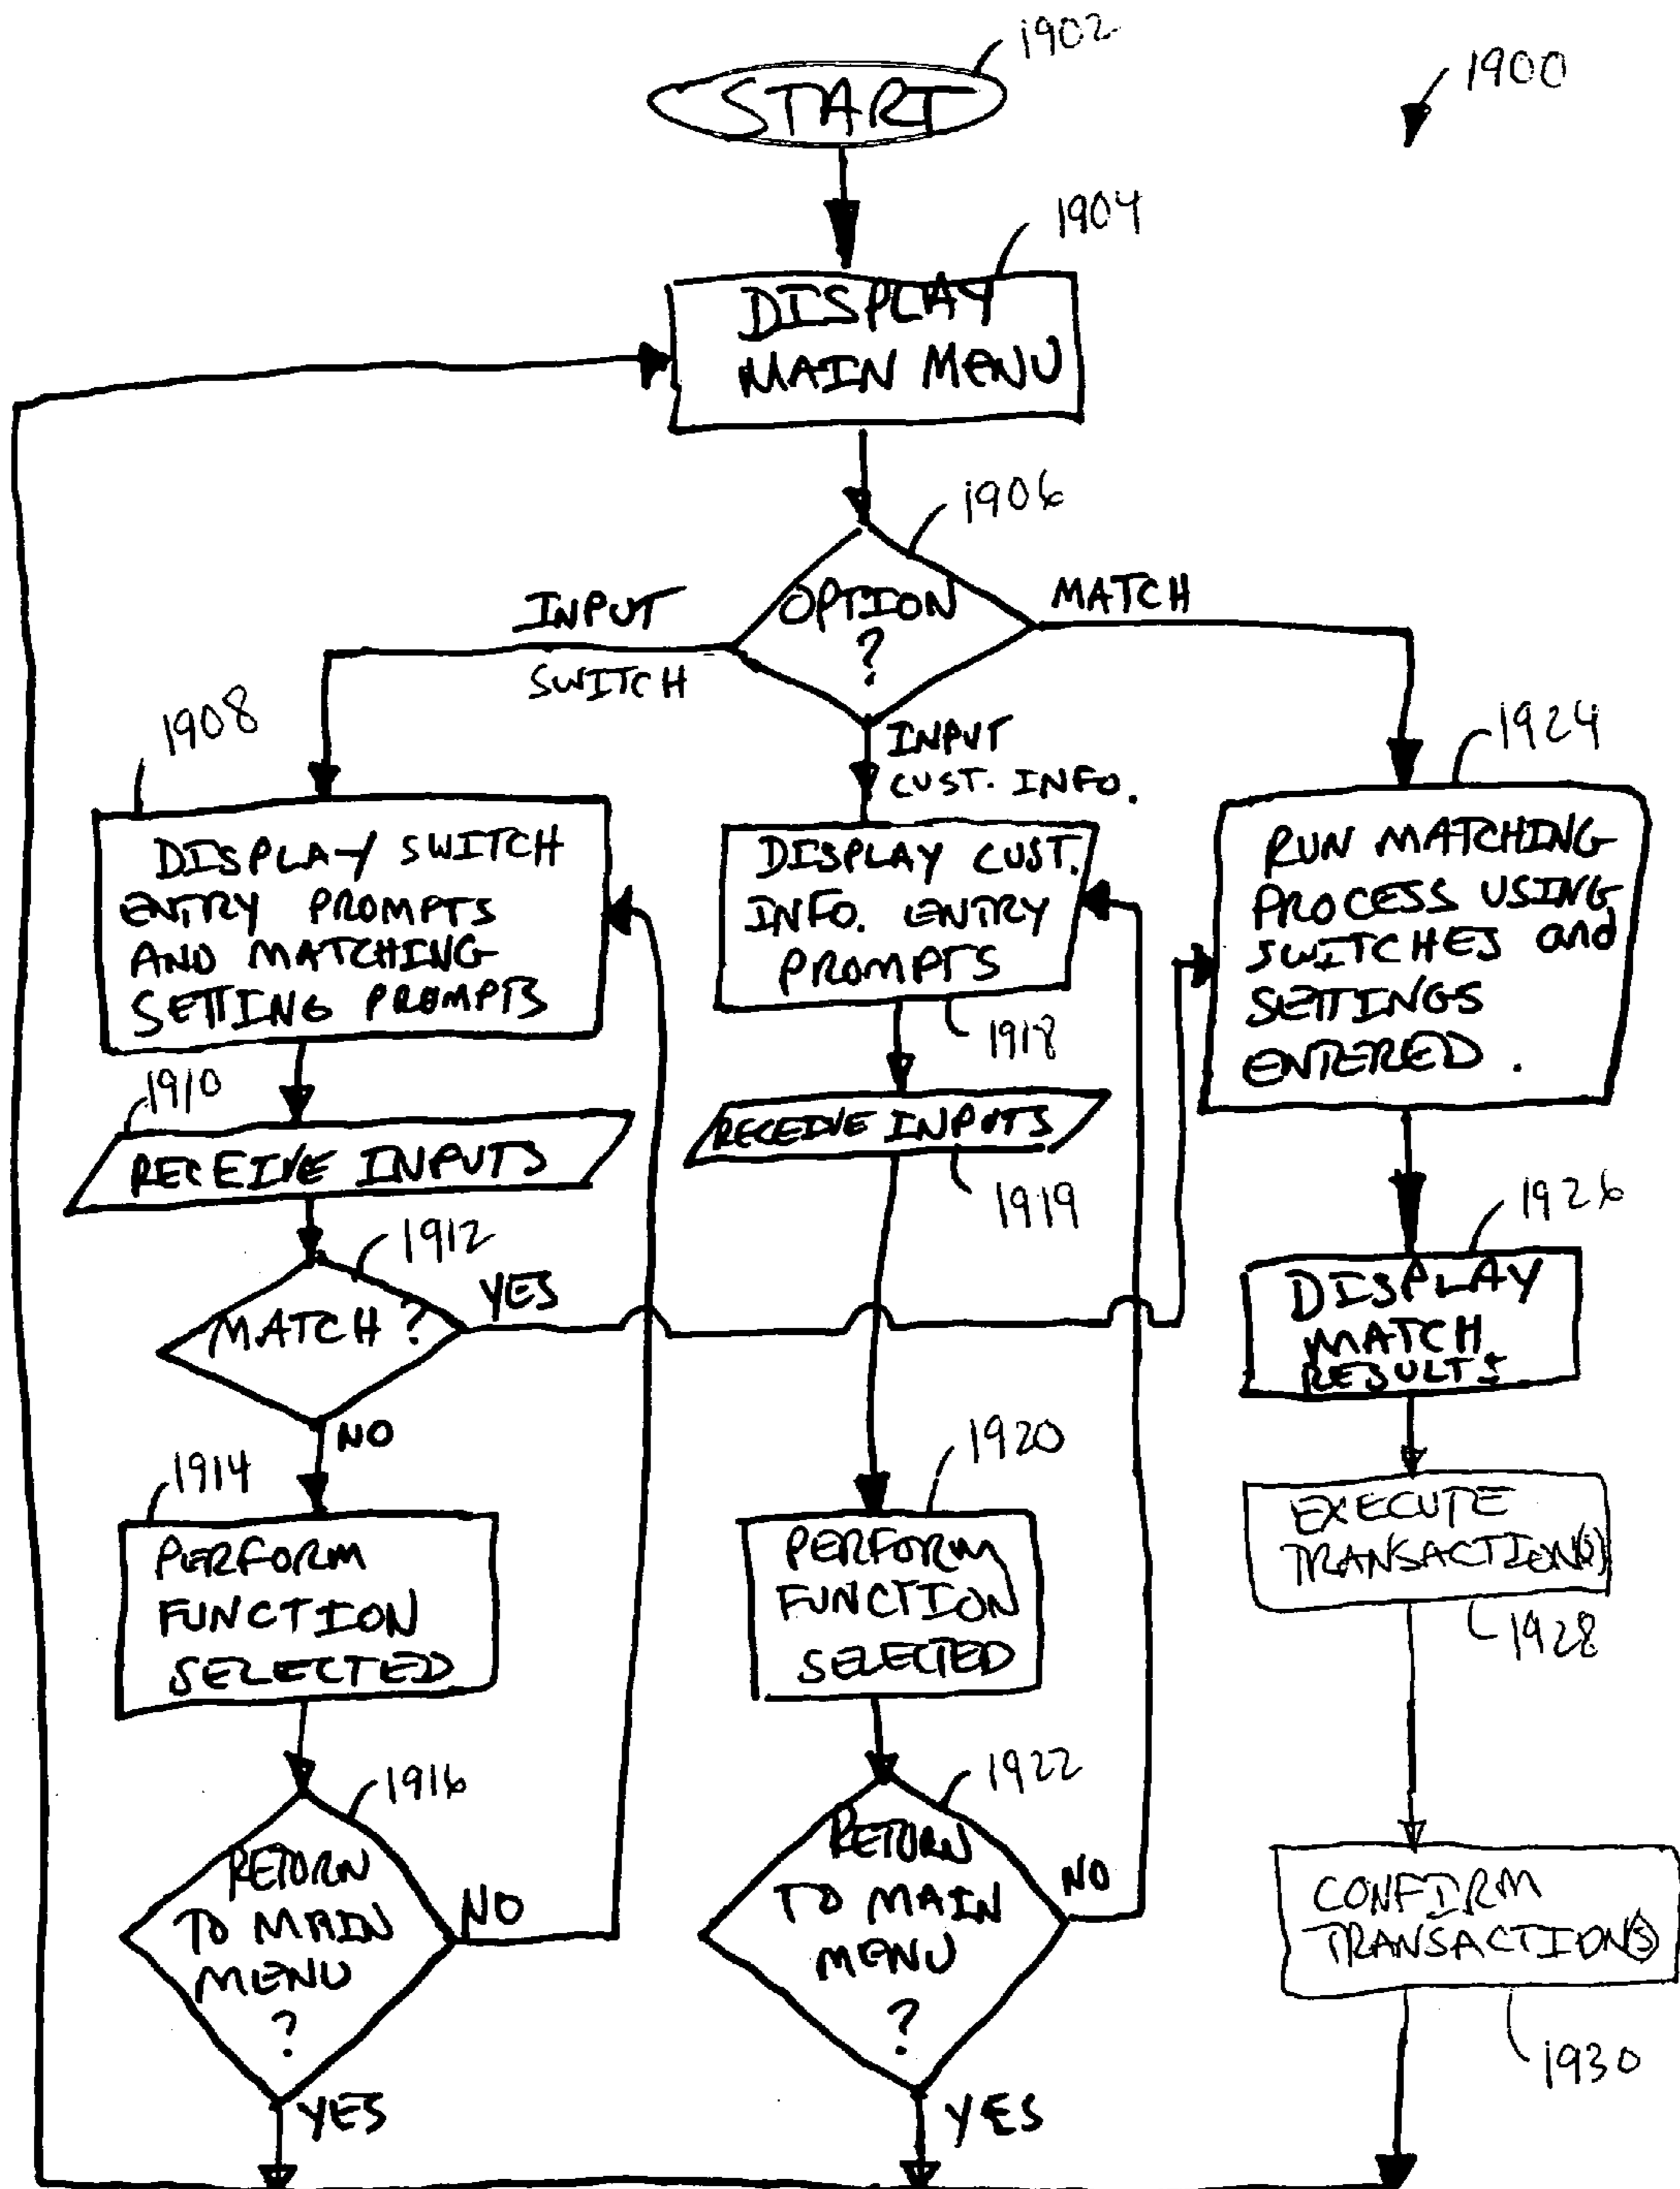 1902
START
1900
1904
DISPLAY
MAIN MENU
1906
OPTION
?
INPUT
SWITCH
MATCH
INPUT
CUST. INFO.
1908
DISPLAY SWITCH
ENTRY PROMPTS
AND MATCHING
SETTING PROMPTS
1910
RECEIVE INPUTS
1912
MATCH?
YES
NO
1914
PERFORM
FUNCTION
SELECTED
1916
RETURN
TO MAIN
MENU
?
NO
YES
DISPLAY CUST.
INFO. ENTRY
PROMPTS
1918
RECEIVE INPUTS
1919
1920
PERFORM
FUNCTION
SELECTED
1922
RETURN
TO MAIN
MENU
?
NO
YES
1924
RUN MATCHING
PROCESS USING
SWITCHES and
SETTINGS
ENTERED.
1926
DISPLAY
MATCH
RESULTS
EXECUTE
TRANSACTION(S)
1928
CONFIRM
TRANSACTION(S)
1930